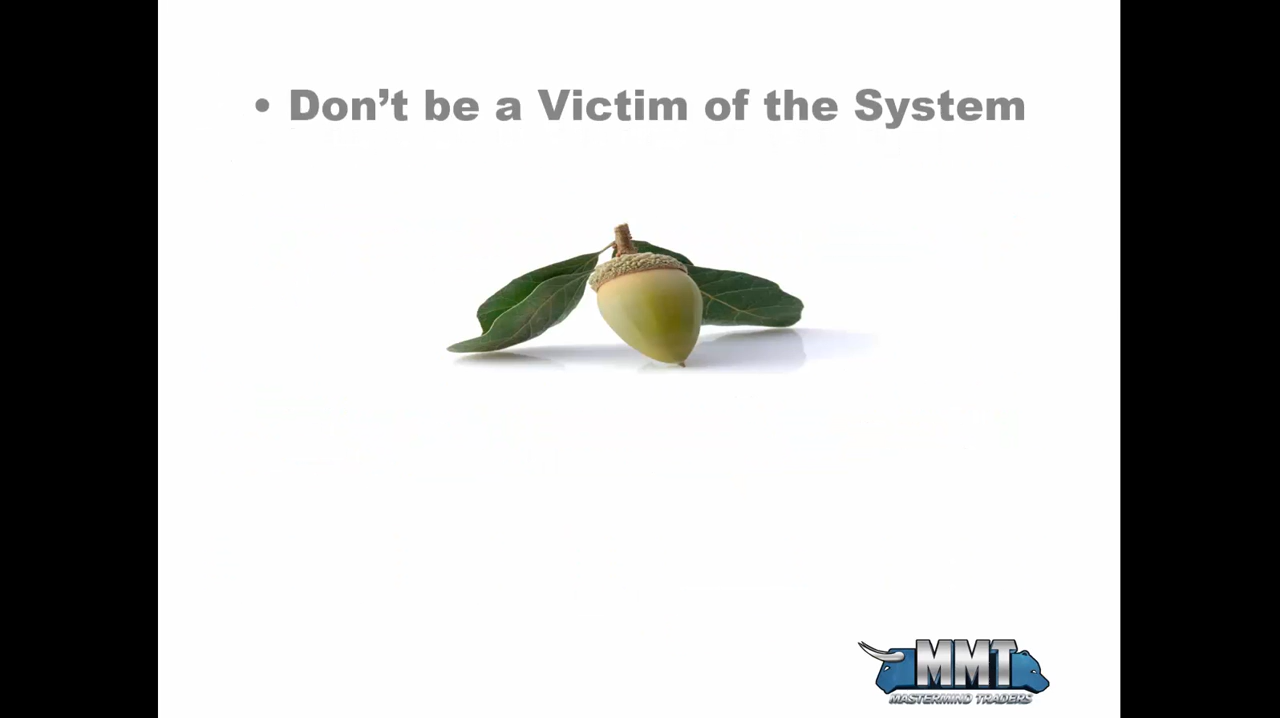 • Don’t be a Victim of the System
MMT
MASTERMIND TRADERS